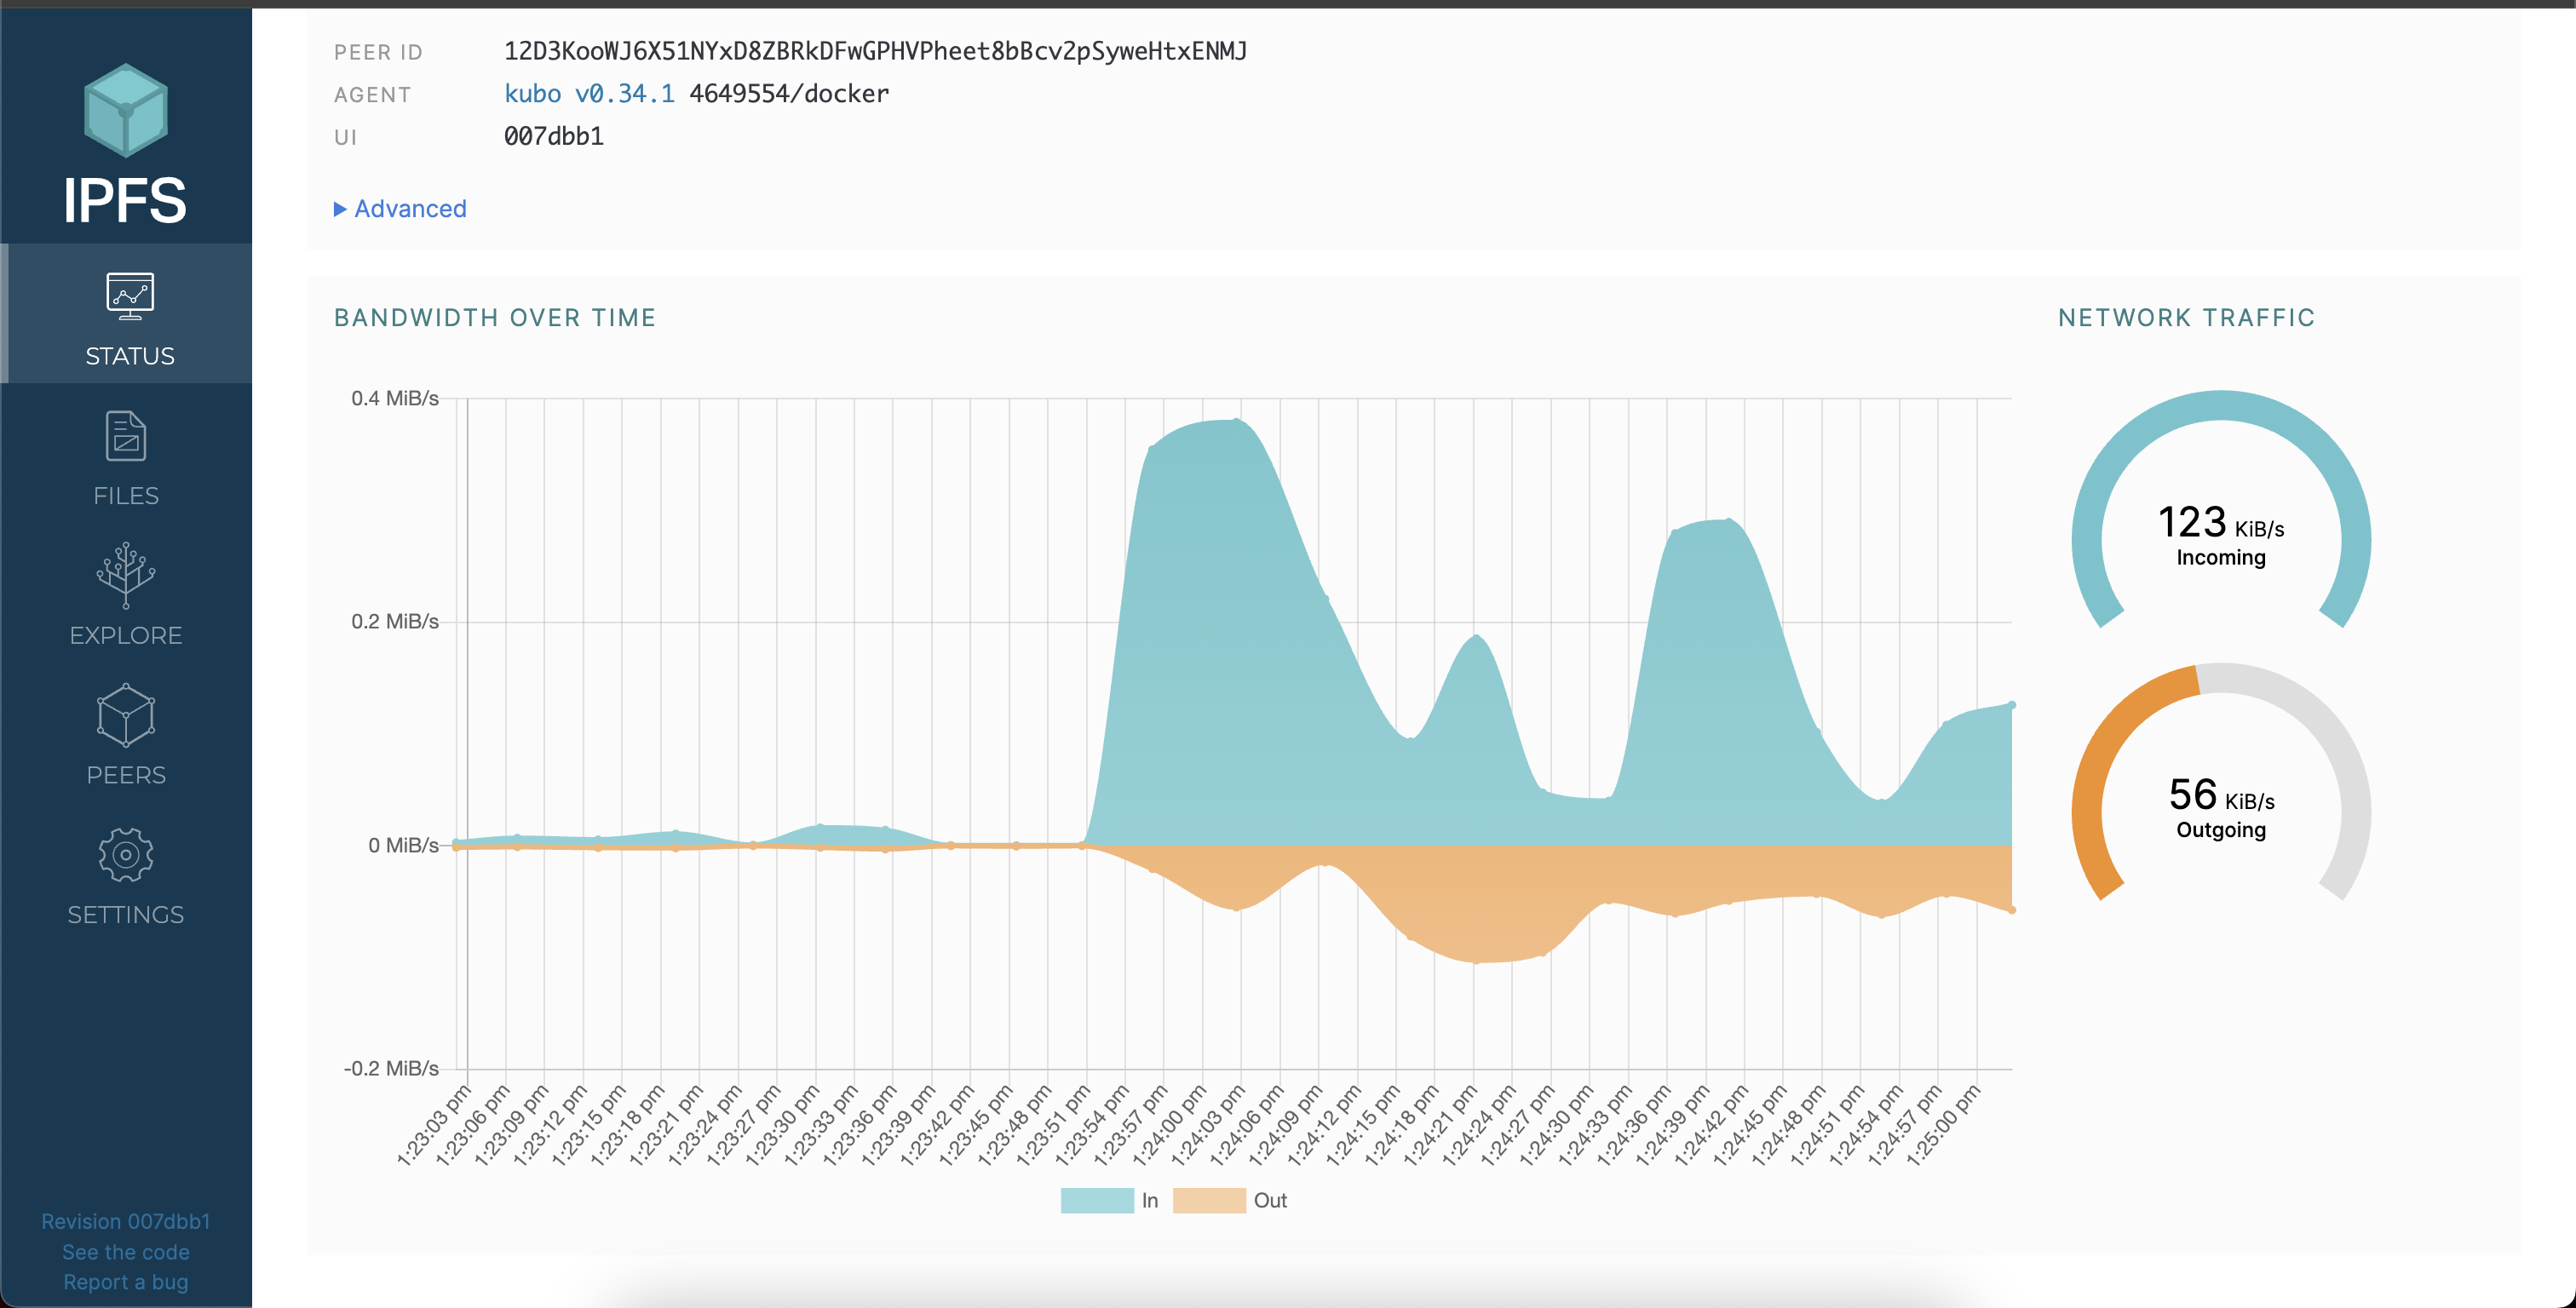 IPFS
STATUS
FILES
EXPLORE
PEERS
SETTINGS
Revision 007dbb1
See the code
Report a bug
PEER ID 12D3KooWJ6X51NYxD8ZBRkDFwGPHVPheet8bBcv2pSyweHtxENMJ
AGENT kubo v0.34.1 4649554/docker
UI 007dbb1
Advanced
BANDWIDTH OVER TIME
0.4 MiB/s
0.2 MiB/s
0 MiB/s
-0.2 MiB/s
1:23:03 pm
1:23:06 pm
1:23:09 pm
1:23:12 pm
1:23:15 pm
1:23:18 pm
1:23:21 pm
1:23:24 pm
1:23:27 pm
1:23:30 pm
1:23:33 pm
1:23:36 pm
1:23:39 pm
1:23:42 pm
1:23:45 pm
1:23:48 pm
1:23:51 pm
1:23:54 pm
1:23:57 pm
1:24:00 pm
1:24:03 pm
1:24:06 pm
1:24:09 pm
1:24:12 pm
1:24:15 pm
1:24:18 pm
1:24:21 pm
1:24:24 pm
1:24:27 pm
1:24:30 pm
1:24:33 pm
1:24:36 pm
1:24:39 pm
1:24:42 pm
1:24:45 pm
1:24:48 pm
1:24:51 pm
1:24:54 pm
1:24:57 pm
1:25:00 pm
In Out
NETWORK TRAFFIC
123 KiB/s
Incoming
56 KiB/s
Outgoing